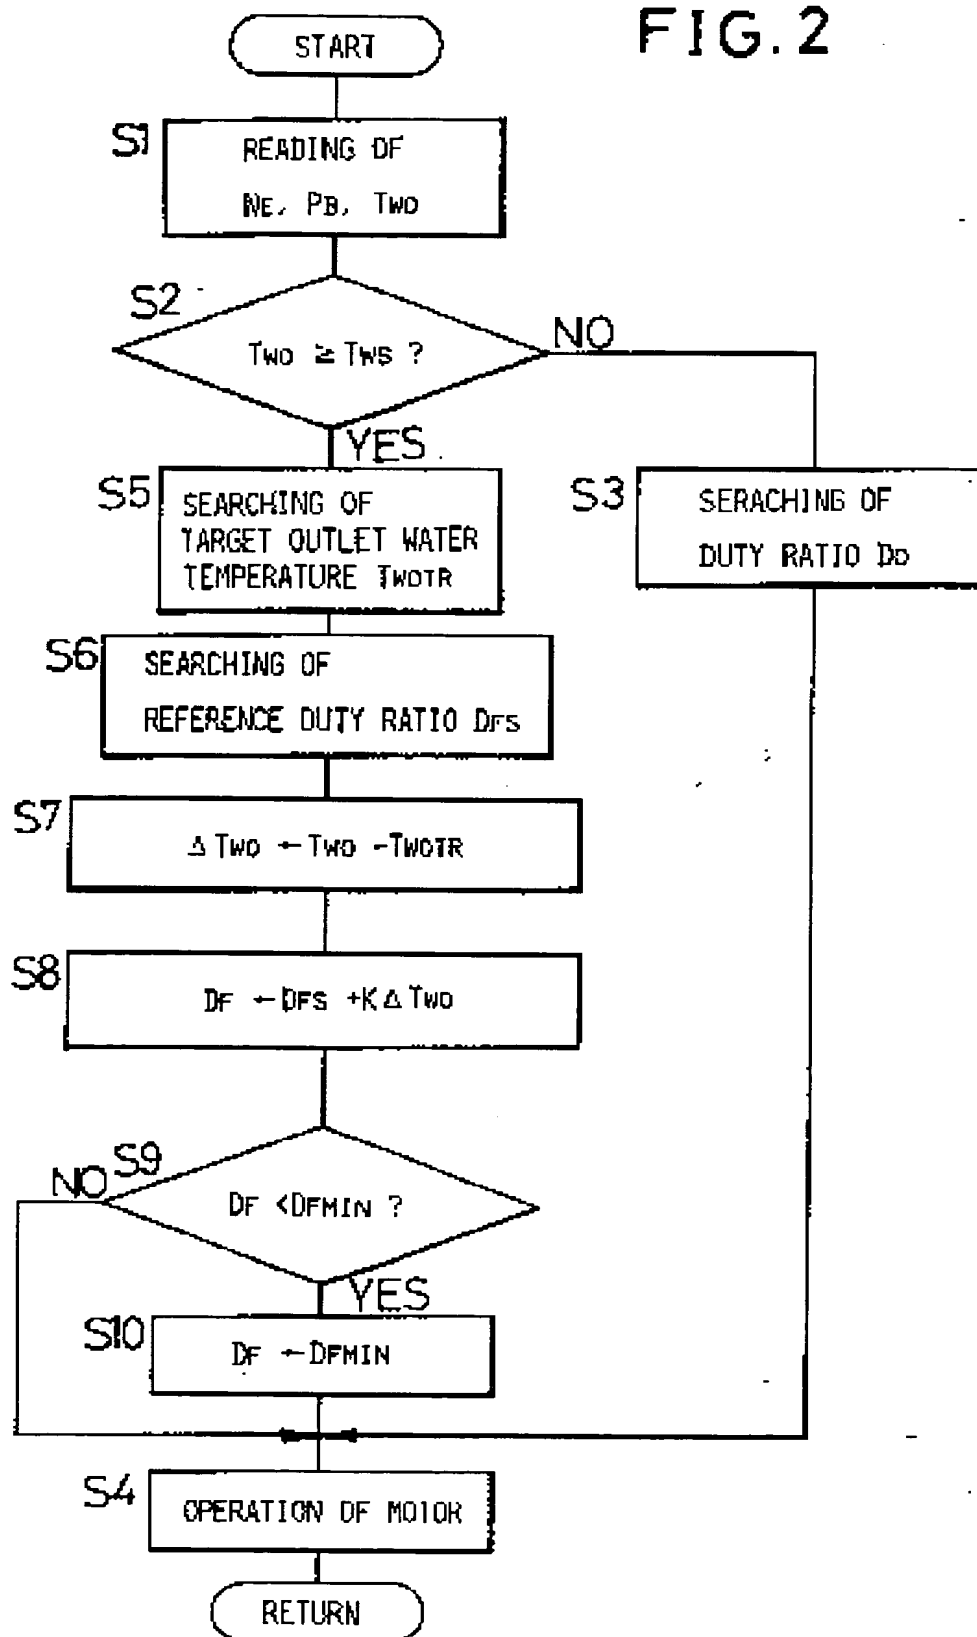 FIG. 2
START
S1
READING OF
NE, PB, TWO
S2
TWO ≥ TWS ?
NO
YES
S5
SEARCHING OF
TARGET OUTLET WATER
TEMPERATURE TWOTR
S3
SERACHING OF
DUTY RATIO DO
S6
SEARCHING OF
REFERENCE DUTY RATIO DFS
S7
Δ TWO ← TWO - TWOTR
S8
DF ← DFS + K Δ TWO
S9
NO
DF < DFMIN ?
YES
S10
DF ← DFMIN
S4
OPERATION OF MOTOR
RETURN